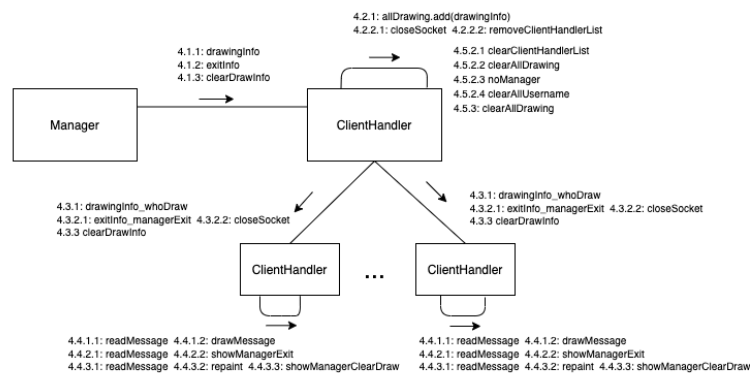 4.2.1: allDrawing.add(drawingInfo)
4.2.2.1: closeSocket 4.2.2.2: removeClientHandlerList
4.1.1: drawingInfo
4.1.2: exitInfo
4.1.3: clearDrawInfo
4.5.2.1 clearClientHandlerList
4.5.2.2 clearAllDrawing
4.5.2.3 noManager
4.5.2.4 clearAllUsername
4.5.3: clearAllDrawing
Manager
ClientHandler
4.3.1: drawingInfo_whoDraw
4.3.2.1: exitInfo_managerExit 4.3.2.2: closeSocket
4.3.3 clearDrawInfo
4.3.1: drawingInfo_whoDraw
4.3.2.1: exitInfo_managerExit 4.3.2.2: closeSocket
4.3.3 clearDrawInfo
ClientHandler
...
ClientHandler
4.4.1.1: readMessage 4.4.1.2: drawMessage
4.4.2.1: readMessage 4.4.2.2: showManagerExit
4.4.3.1: readMessage 4.4.3.2: repaint 4.4.3.3: showManagerClearDraw
4.4.1.1: readMessage 4.4.1.2: drawMessage
4.4.2.1: readMessage 4.4.2.2: showManagerExit
4.4.3.1: readMessage 4.4.3.2: repaint 4.4.3.3: showManagerClearDraw